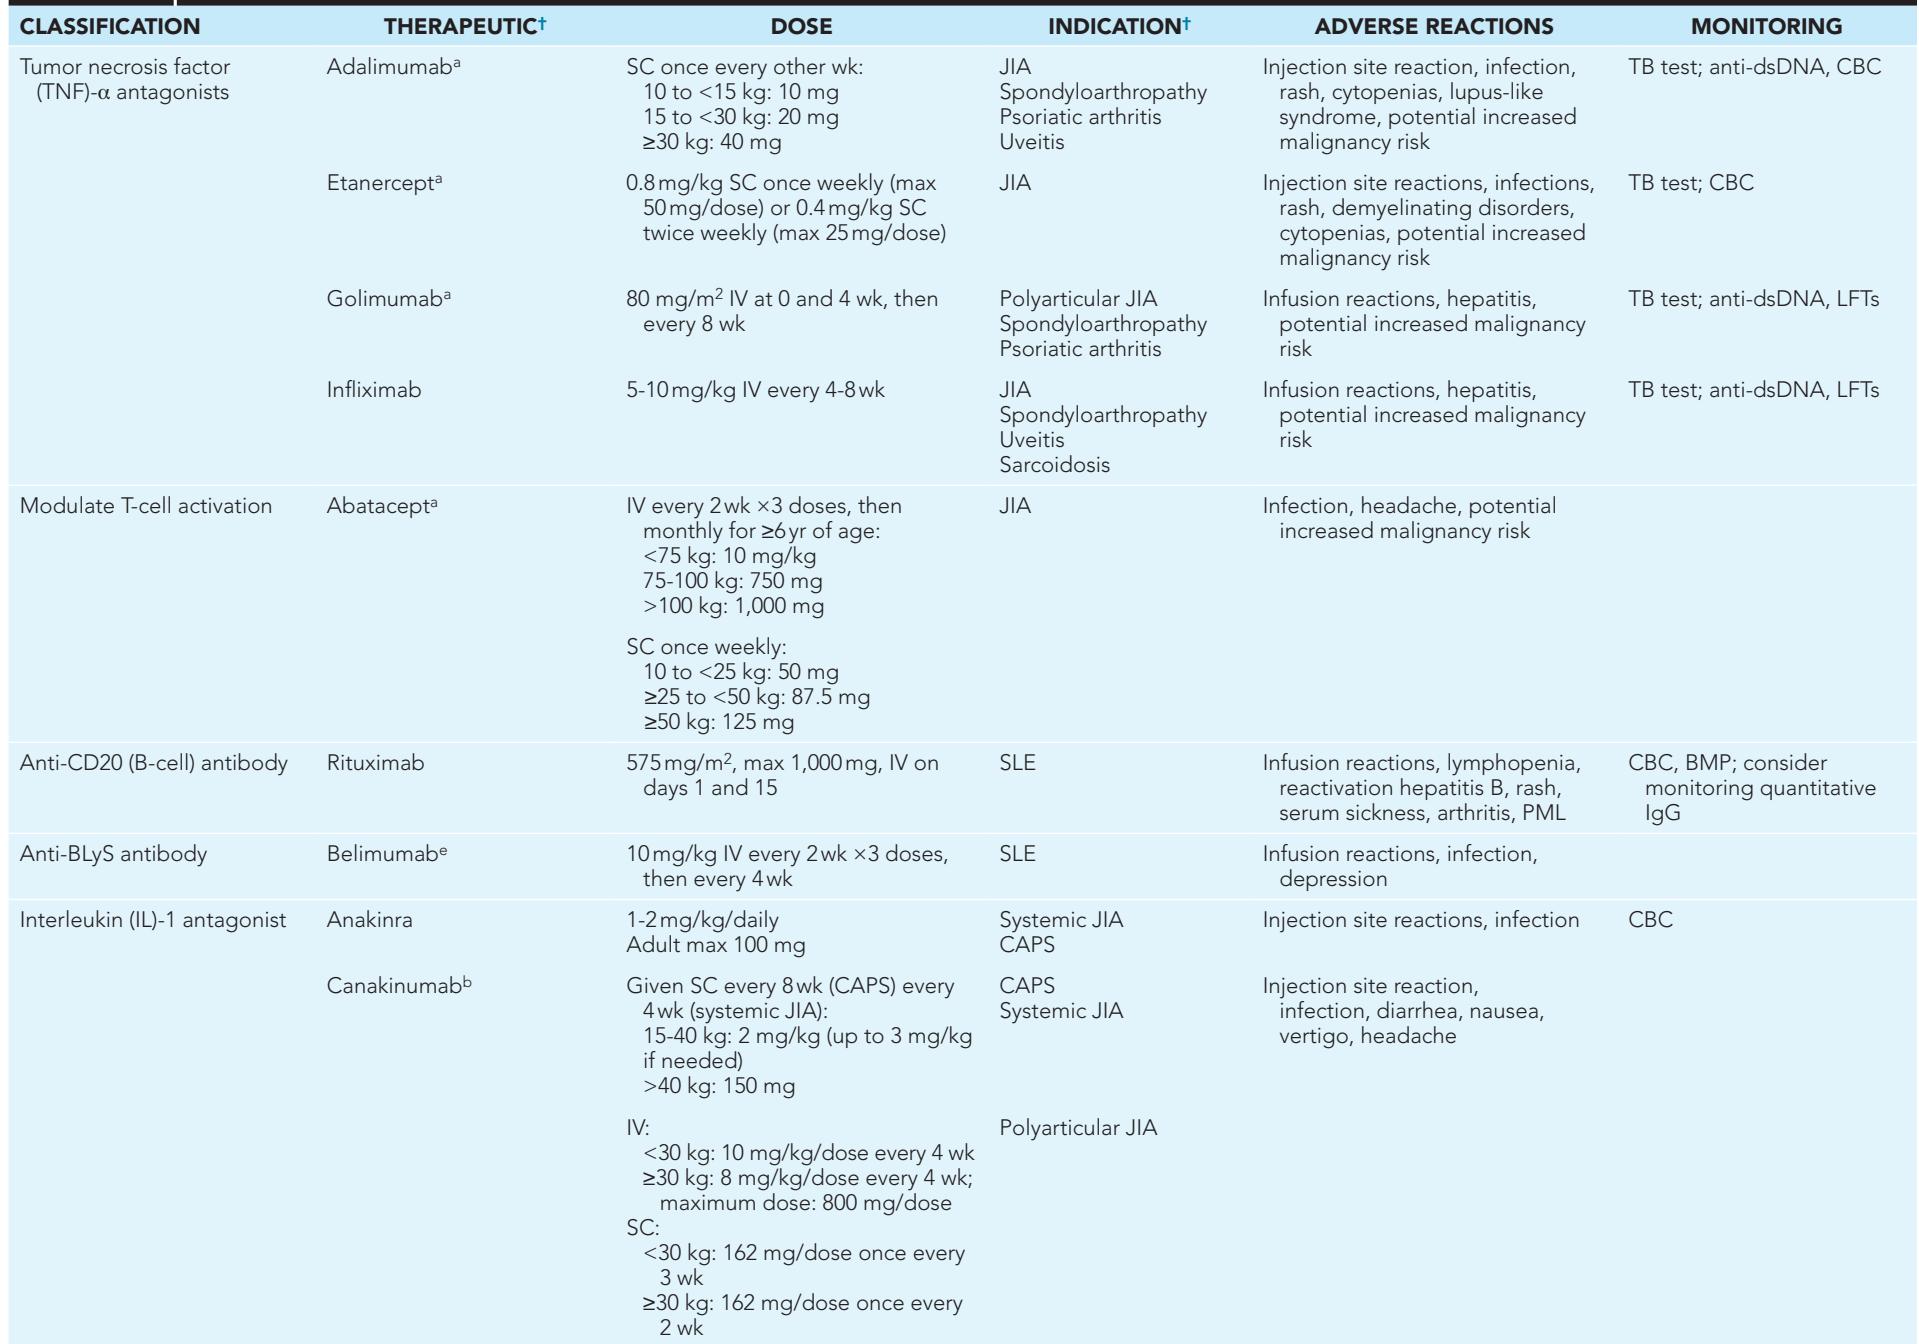 CLASSIFICATION THERAPEUTIC† DOSE INDICATION† ADVERSE REACTIONS MONITORING
Tumor necrosis factor
(TNF)-α antagonists
Adalimumabᵃ
SC once every other wk:
10 to <15 kg: 10 mg
15 to <30 kg: 20 mg
≥30 kg: 40 mg
JIA
Spondyloarthropathy
Psoriatic arthritis
Uveitis
Injection site reaction, infection,
rash, cytopenias, lupus-like
syndrome, potential increased
malignancy risk
TB test; anti-dsDNA, CBC
Etanerceptᵃ
0.8 mg/kg SC once weekly (max
50 mg/dose) or 0.4 mg/kg SC
twice weekly (max 25 mg/dose)
JIA
Injection site reactions, infections,
rash, demyelinating disorders,
cytopenias, potential increased
malignancy risk
TB test; CBC
Golimumabᵃ
80 mg/m² IV at 0 and 4 wk, then
every 8 wk
Polyarticular JIA
Spondyloarthropathy
Psoriatic arthritis
Infusion reactions, hepatitis,
potential increased malignancy
risk
TB test; anti-dsDNA, LFTs
Infliximab
5-10 mg/kg IV every 4-8 wk
JIA
Spondyloarthropathy
Uveitis
Sarcoidosis
Infusion reactions, hepatitis,
potential increased malignancy
risk
TB test; anti-dsDNA, LFTs
Modulate T-cell activation
Abataceptᵃ
IV every 2 wk ×3 doses, then
monthly for ≥6 yr of age:
<75 kg: 10 mg/kg
75-100 kg: 750 mg
>100 kg: 1,000 mg
SC once weekly:
10 to <25 kg: 50 mg
≥25 to <50 kg: 87.5 mg
≥50 kg: 125 mg
JIA
Infection, headache, potential
increased malignancy risk
Anti-CD20 (B-cell) antibody
Rituximab
575 mg/m², max 1,000 mg, IV on
days 1 and 15
SLE
Infusion reactions, lymphopenia,
reactivation hepatitis B, rash,
serum sickness, arthritis, PML
CBC, BMP; consider
monitoring quantitative
IgG
Anti-BLyS antibody
Belimumabᵉ
10 mg/kg IV every 2 wk ×3 doses,
then every 4 wk
SLE
Infusion reactions, infection,
depression
Interleukin (IL)-1 antagonist
Anakinra
1-2 mg/kg/daily
Adult max 100 mg
Systemic JIA
CAPS
Injection site reactions, infection
CBC
Canakinumabᵇ
Given SC every 8 wk (CAPS) every
4 wk (systemic JIA):
15-40 kg: 2 mg/kg (up to 3 mg/kg
if needed)
>40 kg: 150 mg
CAPS
Systemic JIA
Injection site reaction,
infection, diarrhea, nausea,
vertigo, headache
IV:
<30 kg: 10 mg/kg/dose every 4 wk
≥30 kg: 8 mg/kg/dose every 4 wk;
maximum dose: 800 mg/dose
SC:
<30 kg: 162 mg/dose once every
3 wk
≥30 kg: 162 mg/dose once every
2 wk
Polyarticular JIA